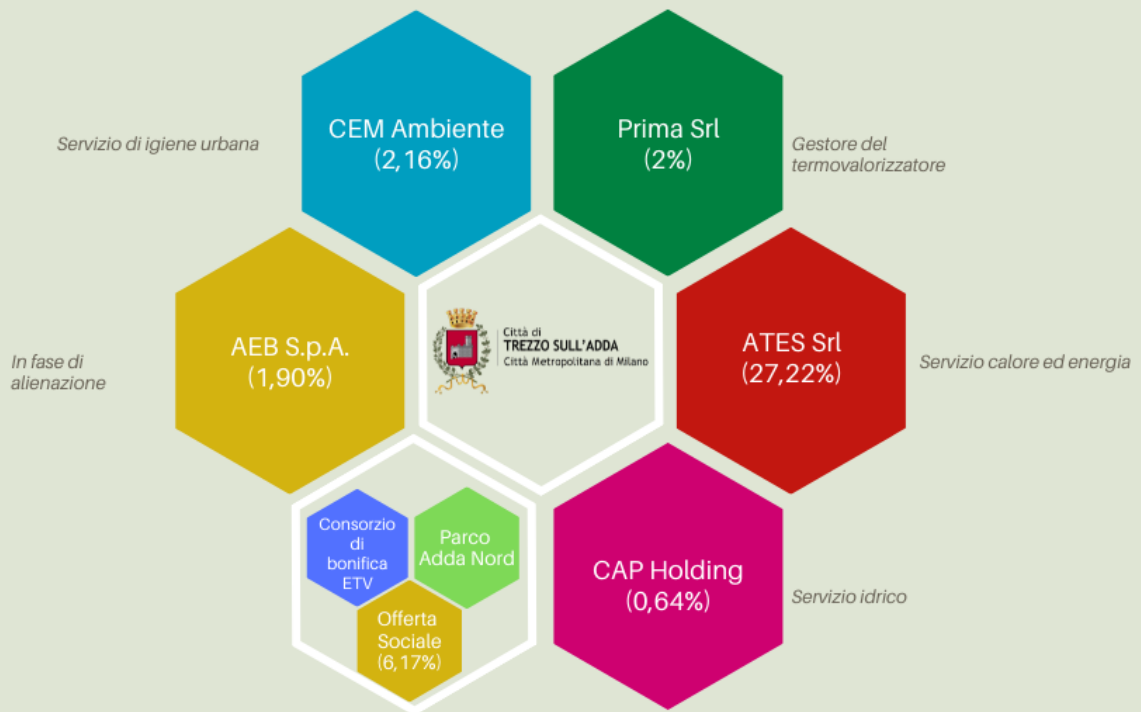 CEM Ambiente
(2,16%)
Servizio di igiene urbana
Prima Srl
(2%)
Gestore del
termovalorizzatore
AEB S.p.A.
(1,90%)
In fase di
alienazione
Città di
TREZZO SULL'ADDA
Città Metropolitana di Milano
ATES Srl
(27,22%)
Servizio calore ed energia
Consorzio
di
bonifica
ETV
Parco
Adda Nord
Offerta
Sociale
(6,17%)
CAP Holding
(0,64%)
Servizio idrico